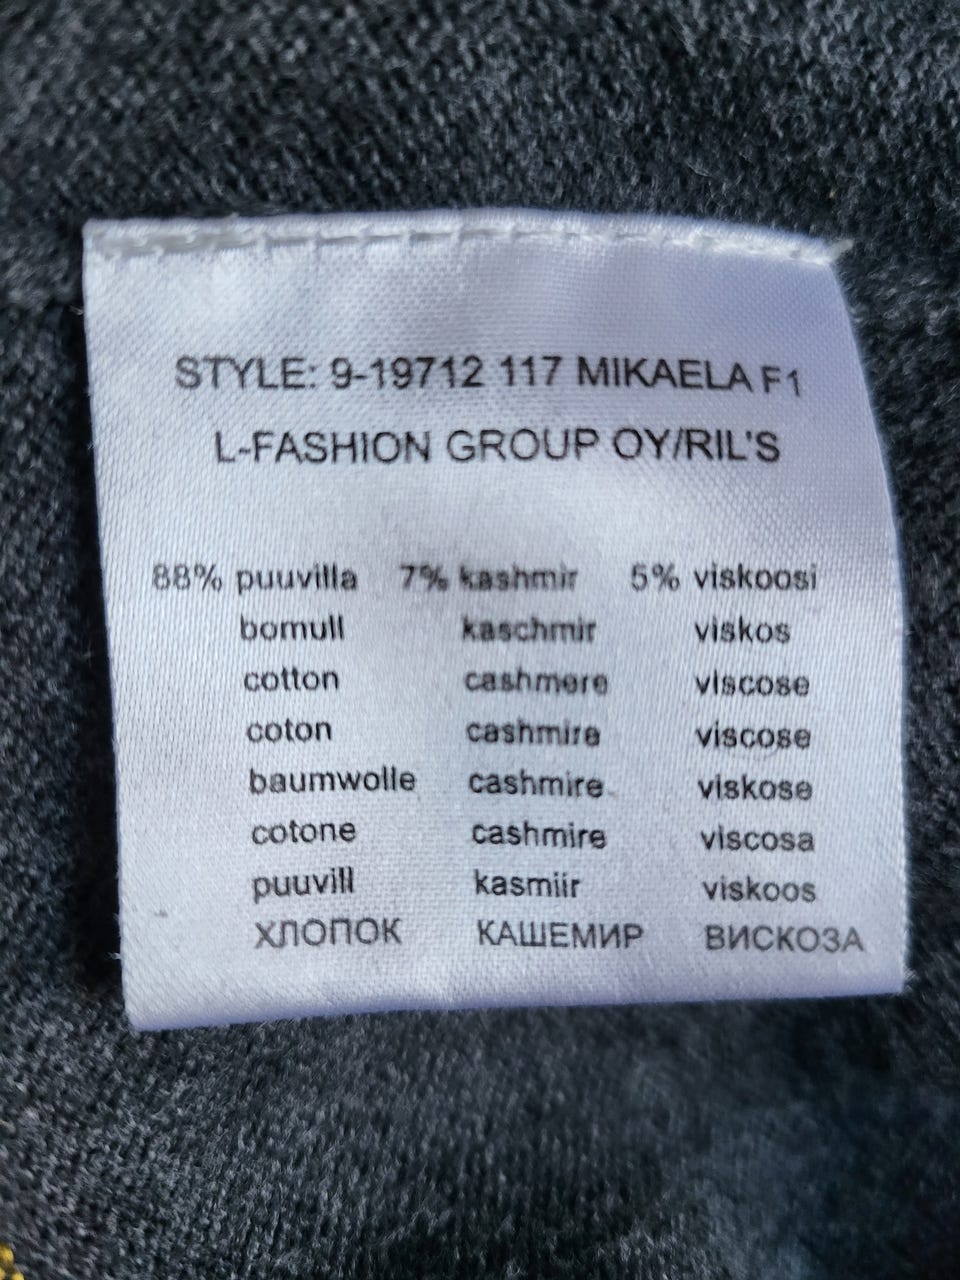 STYLE: 9-19712 117 MIKAELA F1
L-FASHION GROUP OY/RIL'S
88% puuvilla 7% kashmir 5% viskoosi
bomull kaschmir viskos
cotton cashmere viscose
coton cashmire viscose
baumwolle cashmire viskose
cotone cashmire viscosa
puuvill kasmiir viskoos
ХЛОПОК КАШЕМИР ВИСКОЗА